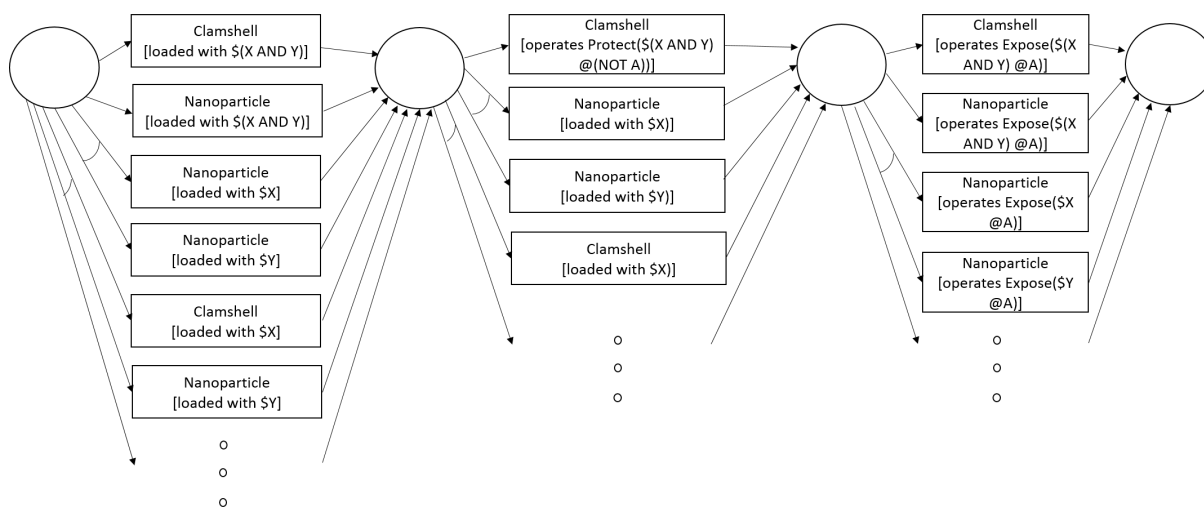 Clamshell
[loaded with $(X AND Y)]
Nanoparticle
[loaded with $(X AND Y)]
Nanoparticle
[loaded with $X]
Nanoparticle
[loaded with $Y]
Clamshell
[loaded with $X]
Nanoparticle
[loaded with $Y]
Clamshell
[operates Protect($(X AND Y)
@(NOT A))]
Nanoparticle
[loaded with $X)]
Nanoparticle
[loaded with $Y)]
Clamshell
[loaded with $X)]
Clamshell
[operates Expose($(X
AND Y) @A)]
Nanoparticle
[operates Expose($(X
AND Y) @A)]
Nanoparticle
[operates Expose($X
@A)]
Nanoparticle
[operates Expose($Y
@A)]